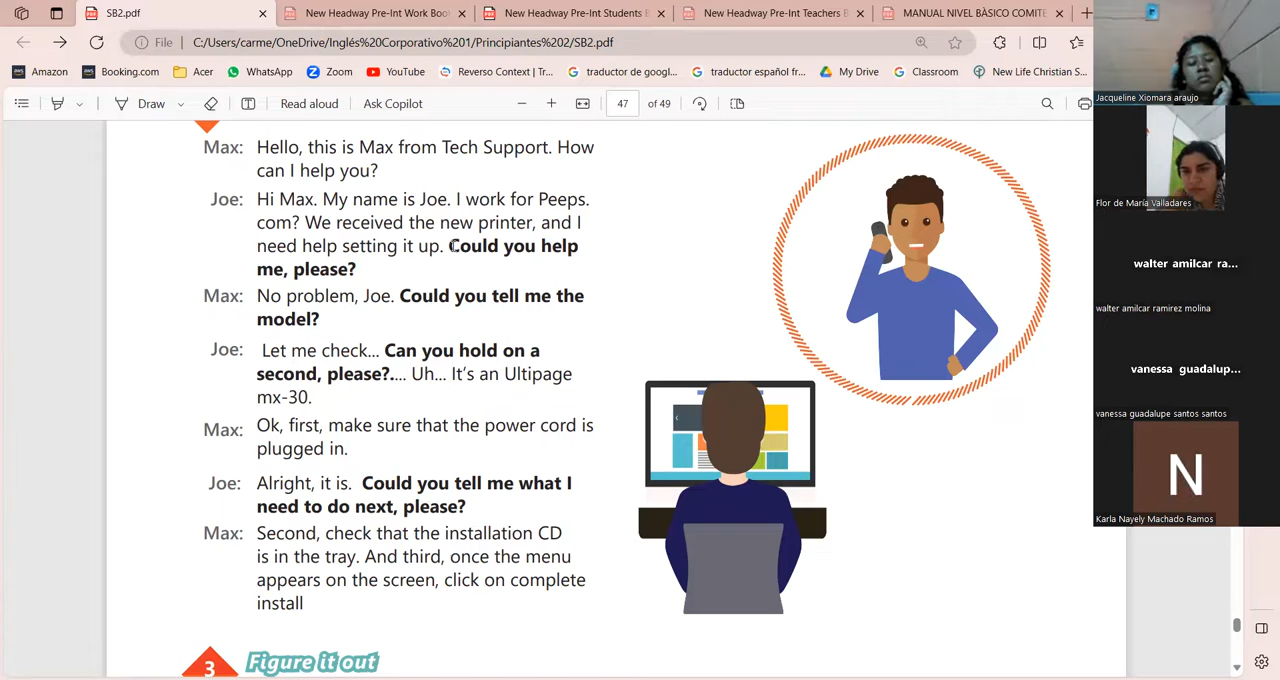 SB2.pdf
New Headway Pre-Int Work Boo
New Headway Pre-Int Students B
New Headway Pre-Int Teachers B
MANUAL NIVEL BÀSICO COMITE
File
C:/Users/carme/OneDrive/Inglés%20Corporativo%201/Principiantes%202/SB2.pdf
Amazon
Booking.com
Acer
WhatsApp
Zoom
YouTube
Reverso Context | Tr...
traductor de googl...
traductor español fr...
My Drive
Classroom
New Life Christian S...
Draw
Read aloud
Ask Copilot
47
of 49
Max: Hello, this is Max from Tech Support. How
can I help you?
Joe: Hi Max. My name is Joe. I work for Peeps.
com? We received the new printer, and I
need help setting it up. Could you help
me, please?
Max: No problem, Joe. Could you tell me the
model?
Joe: Let me check... Can you hold on a
second, please?.... Uh... It's an Ultipage
mx-30.
Max: Ok, first, make sure that the power cord is
plugged in.
Joe: Alright, it is. Could you tell me what I
need to do next, please?
Max: Second, check that the installation CD
is in the tray. And third, once the menu
appears on the screen, click on complete
install
3 Figure it out
Jacqueline Xiomara araujo
Flor de María Valladares
walter amilcar ra...
walter amilcar ramirez molina
vanessa guadalup...
vanessa guadalupe santos santos
N
Karla Nayely Machado Ramos